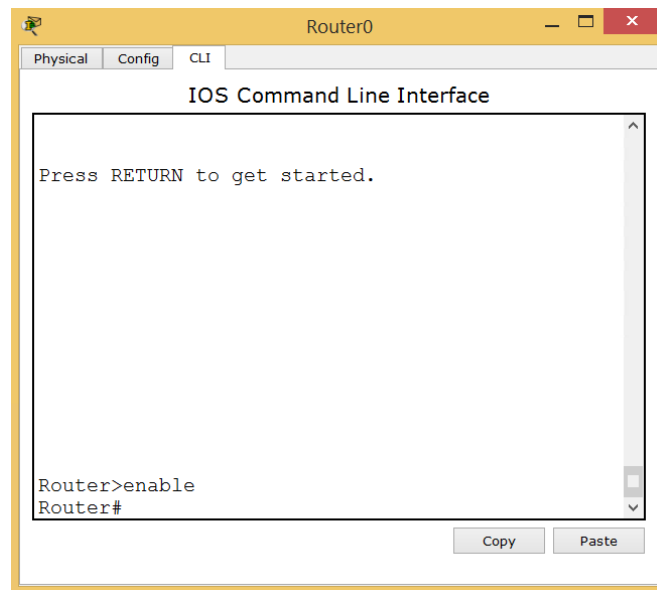 Router0
Physical Config CLI
IOS Command Line Interface
Press RETURN to get started.
Router>enable
Router#
Copy Paste